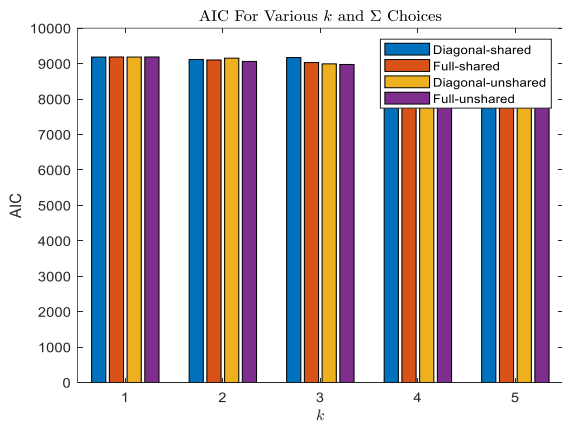 AIC For Various k and Σ Choices
10000
9000
8000
7000
6000
5000
4000
3000
2000
1000
0
AIC
Diagonal-shared
Full-shared
Diagonal-unshared
Full-unshared
1 2 3 4 5
k